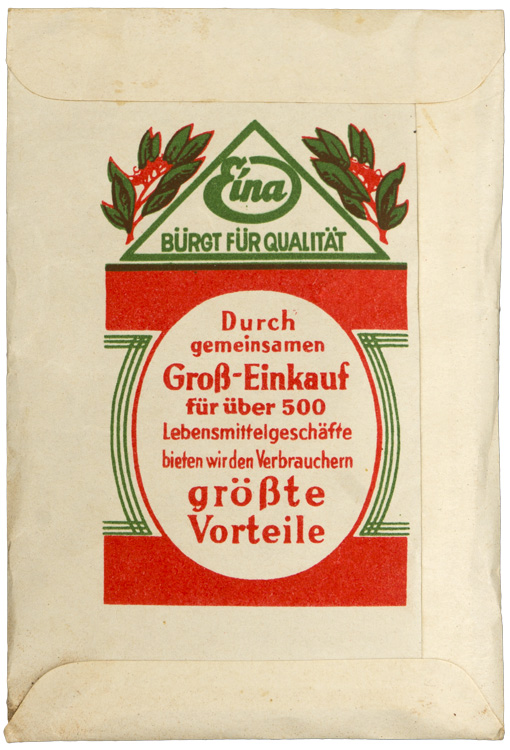 Eina
BÜRGT FÜR QUALITÄT
Durch
gemeinsamen
Groß-Einkauf
für über 500
Lebensmittelgeschäfte
bieten wir den Verbrauchern
größte
Vorteile